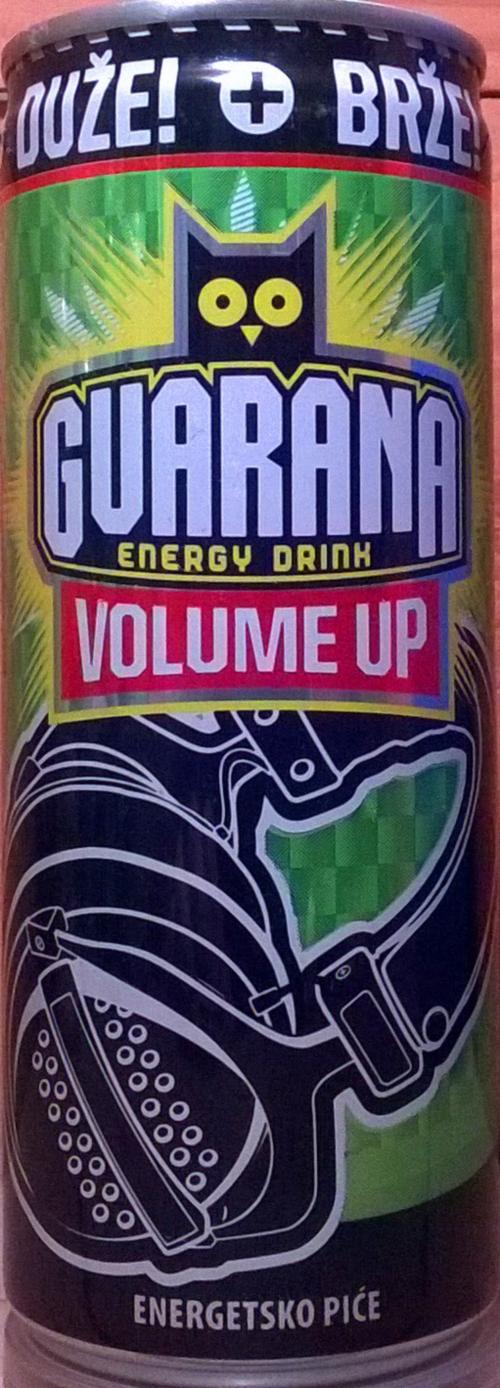 DUŽE! + BRŽE!
GUARANA
ENERGY DRINK
VOLUME UP
ENERGETSKO PIĆE